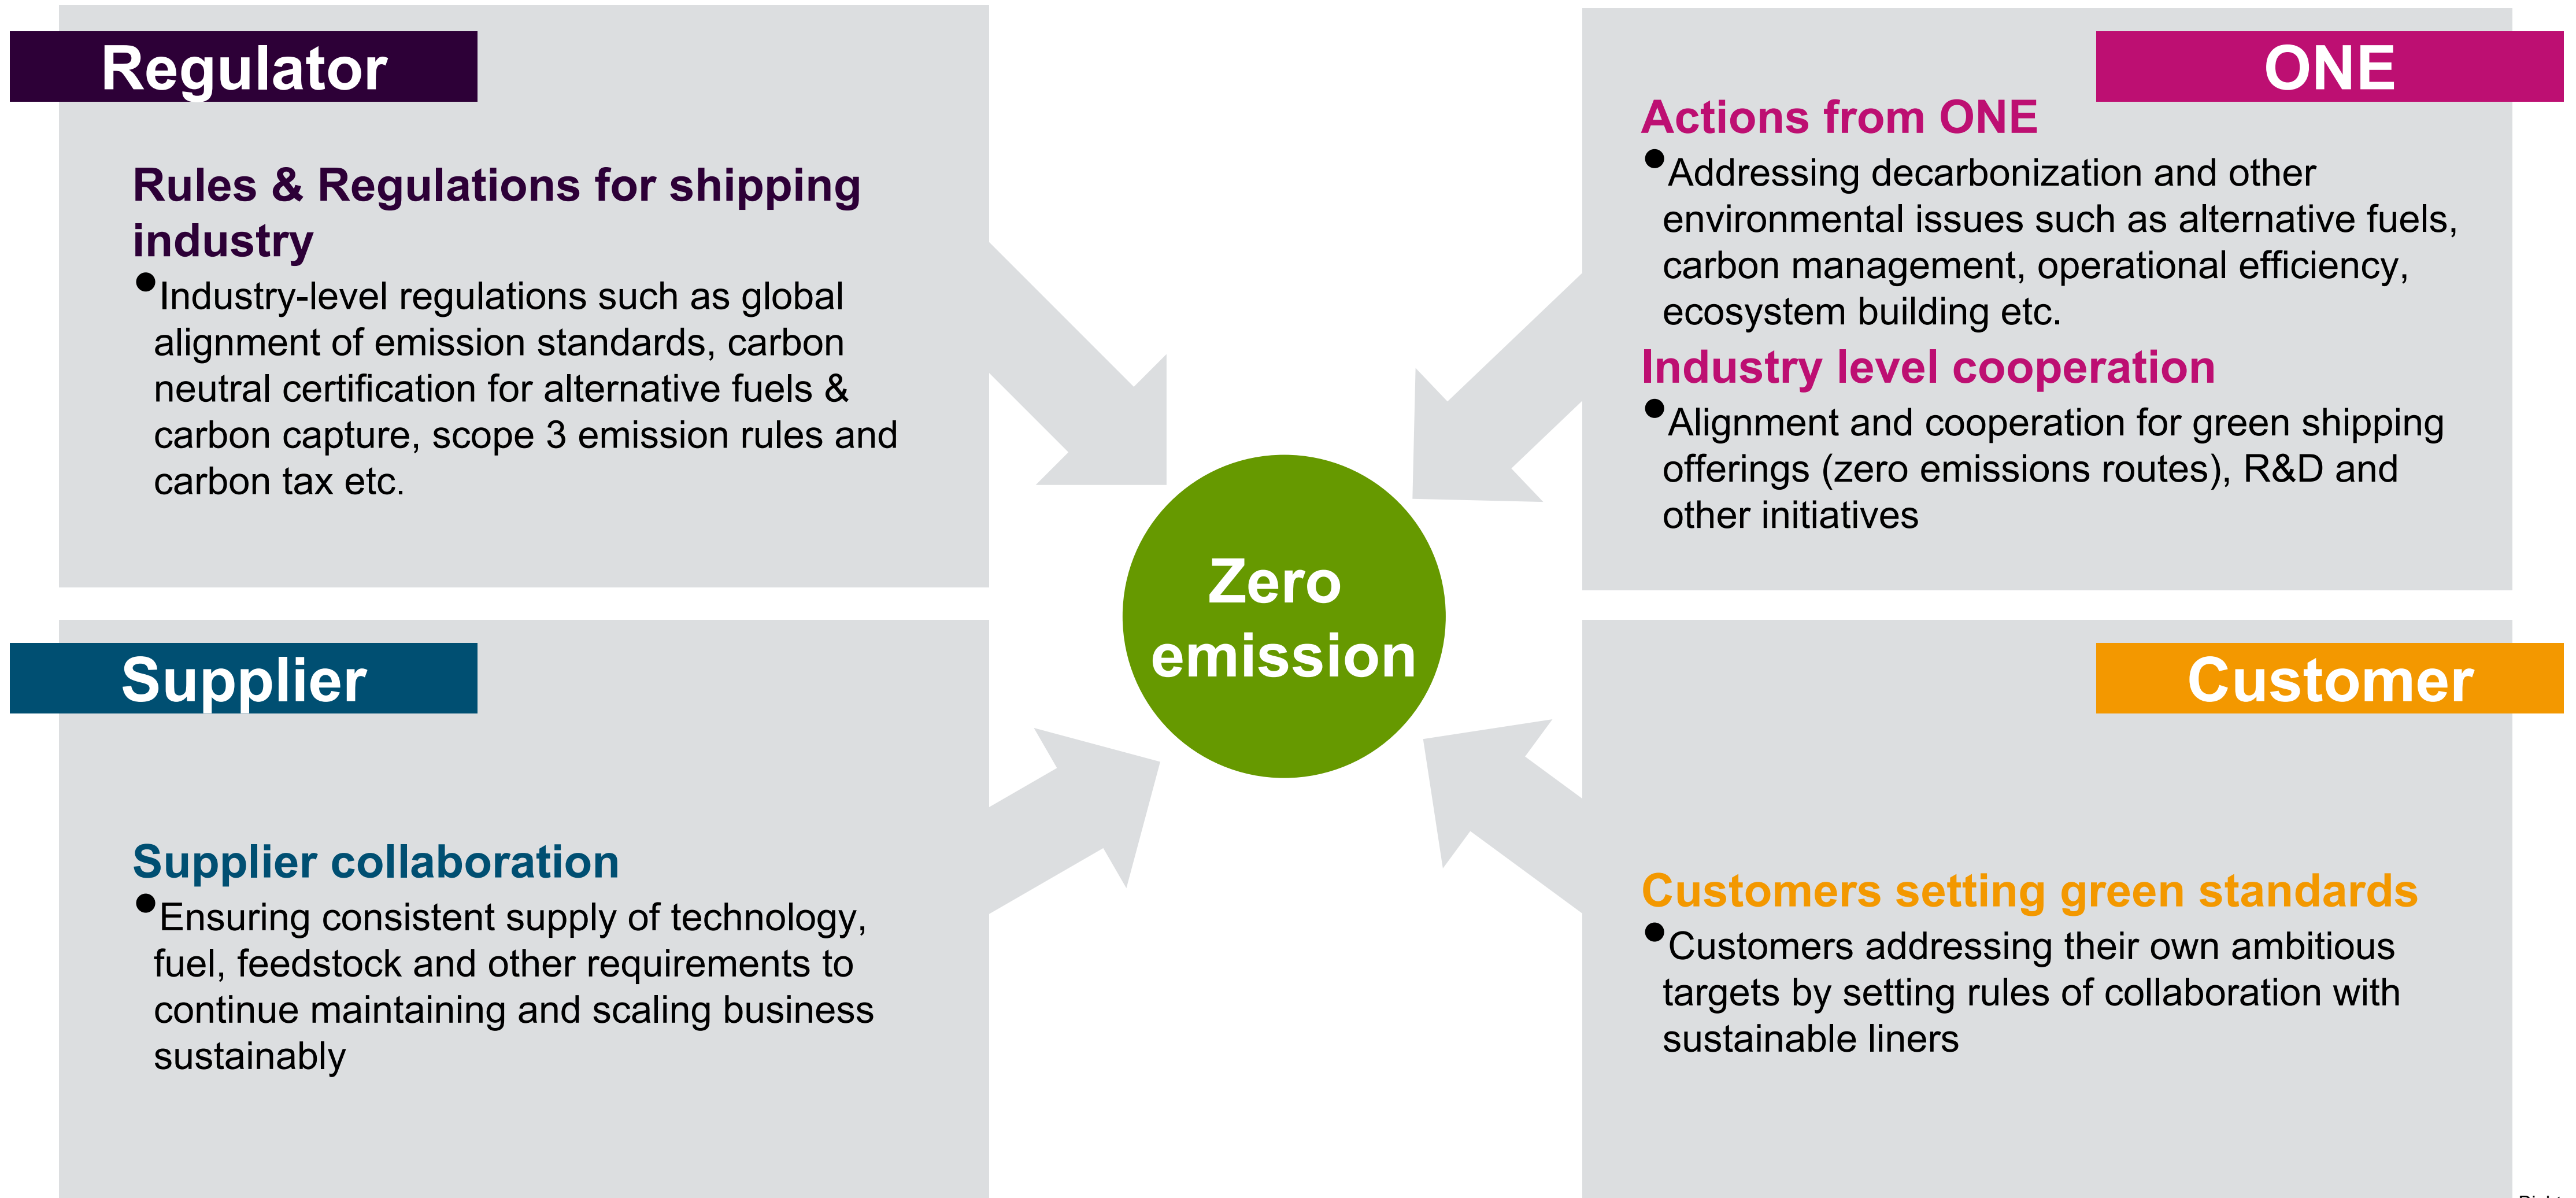 Regulator
Rules & Regulations for shipping
industry
•Industry-level regulations such as global
alignment of emission standards, carbon
neutral certification for alternative fuels &
carbon capture, scope 3 emission rules and
carbon tax etc.
ONE
Actions from ONE
•Addressing decarbonization and other
environmental issues such as alternative fuels,
carbon management, operational efficiency,
ecosystem building etc.
Industry level cooperation
•Alignment and cooperation for green shipping
offerings (zero emissions routes), R&D and
other initiatives
Zero
emission
Supplier
Supplier collaboration
•Ensuring consistent supply of technology,
fuel, feedstock and other requirements to
continue maintaining and scaling business
sustainably
Customer
Customers setting green standards
•Customers addressing their own ambitious
targets by setting rules of collaboration with
sustainable liners